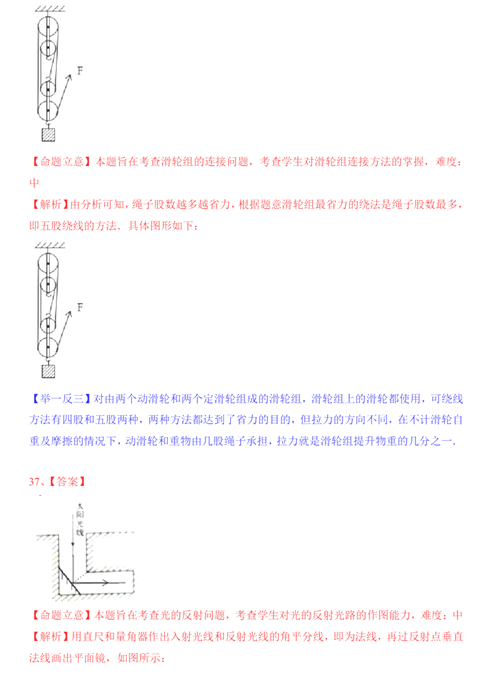 F
【命题立意】本题旨在考查滑轮组的连接问题，考查学生对滑轮组连接方法的掌握，难度：
中
【解析】由分析可知，绳子股数越多越省力，根据题意滑轮组最省力的绕法是绳子股数最多，
即五股绕线的方法．具体图形如下：
F
【举一反三】对由两个动滑轮和两个定滑轮组成的滑轮组，滑轮组上的滑轮都使用，可绕线
方法有四股和五股两种，两种方法都达到了省力的目的，但拉力的方向不同，在不计滑轮自
重及摩擦的情况下，动滑轮和重物由几股绳子承担，拉力就是滑轮组提升物重的几分之一．
37、【答案】
太阳光线
【命题立意】本题旨在考查光的反射问题，考查学生对光的反射光路的作图能力，难度：中
【解析】用直尺和量角器作出入射光线和反射光线的角平分线，即为法线，再过反射点垂直
法线画出平面镜，如图所示：